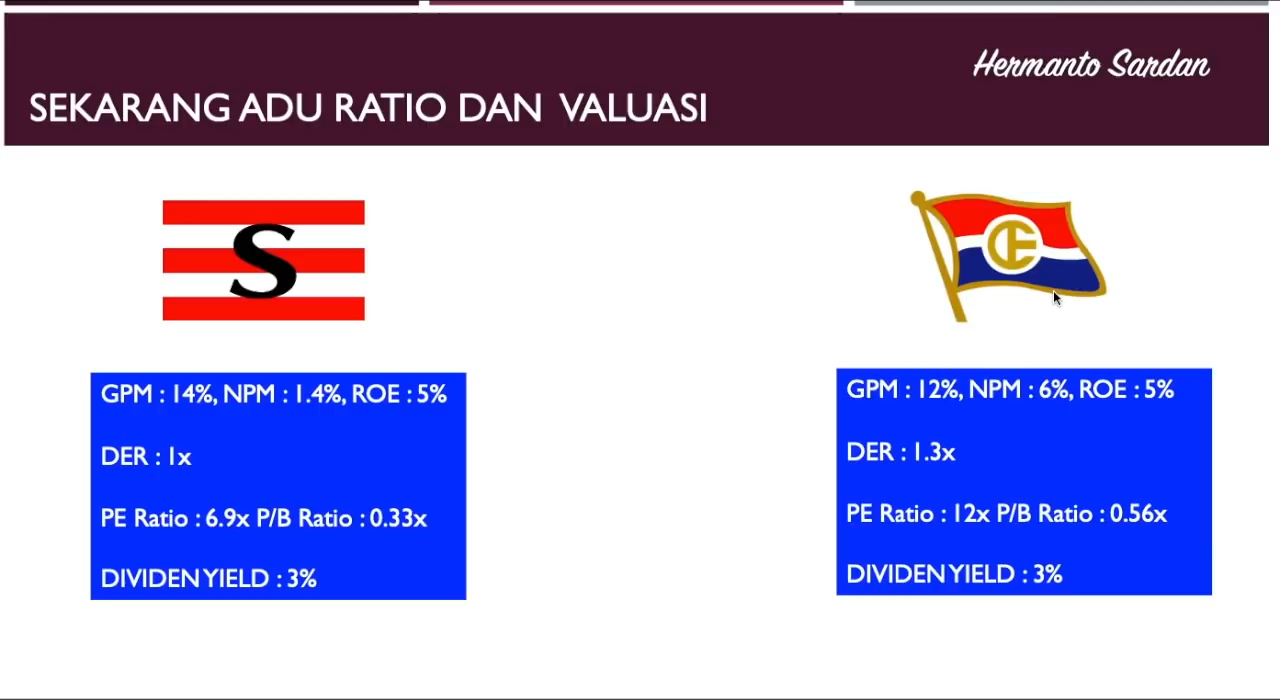 Hermanto Sardan
SEKARANG ADU RATIO DAN VALUASI
S
CE
GPM : 14%, NPM : 1.4%, ROE : 5%
DER : 1x
PE Ratio : 6.9x P/B Ratio : 0.33x
DIVIDEN YIELD : 3%
GPM : 12%, NPM : 6%, ROE : 5%
DER : 1.3x
PE Ratio : 12x P/B Ratio : 0.56x
DIVIDEN YIELD : 3%